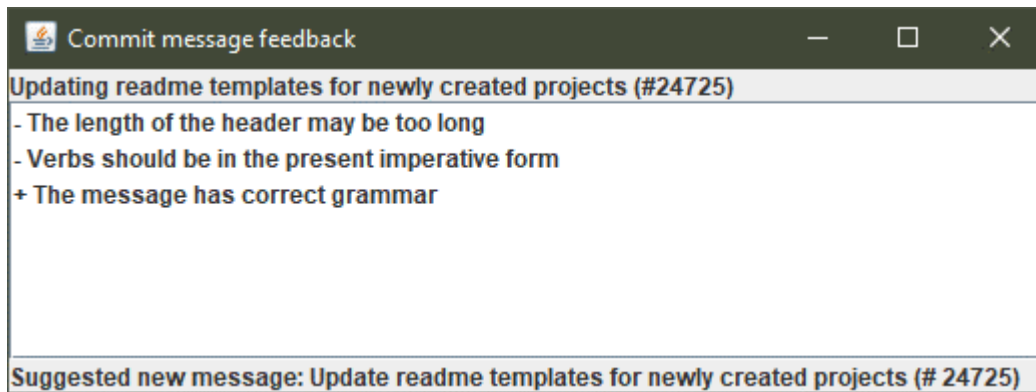 Commit message feedback
Updating readme templates for newly created projects (#24725)
- The length of the header may be too long
- Verbs should be in the present imperative form
+ The message has correct grammar
Suggested new message: Update readme templates for newly created projects (# 24725)